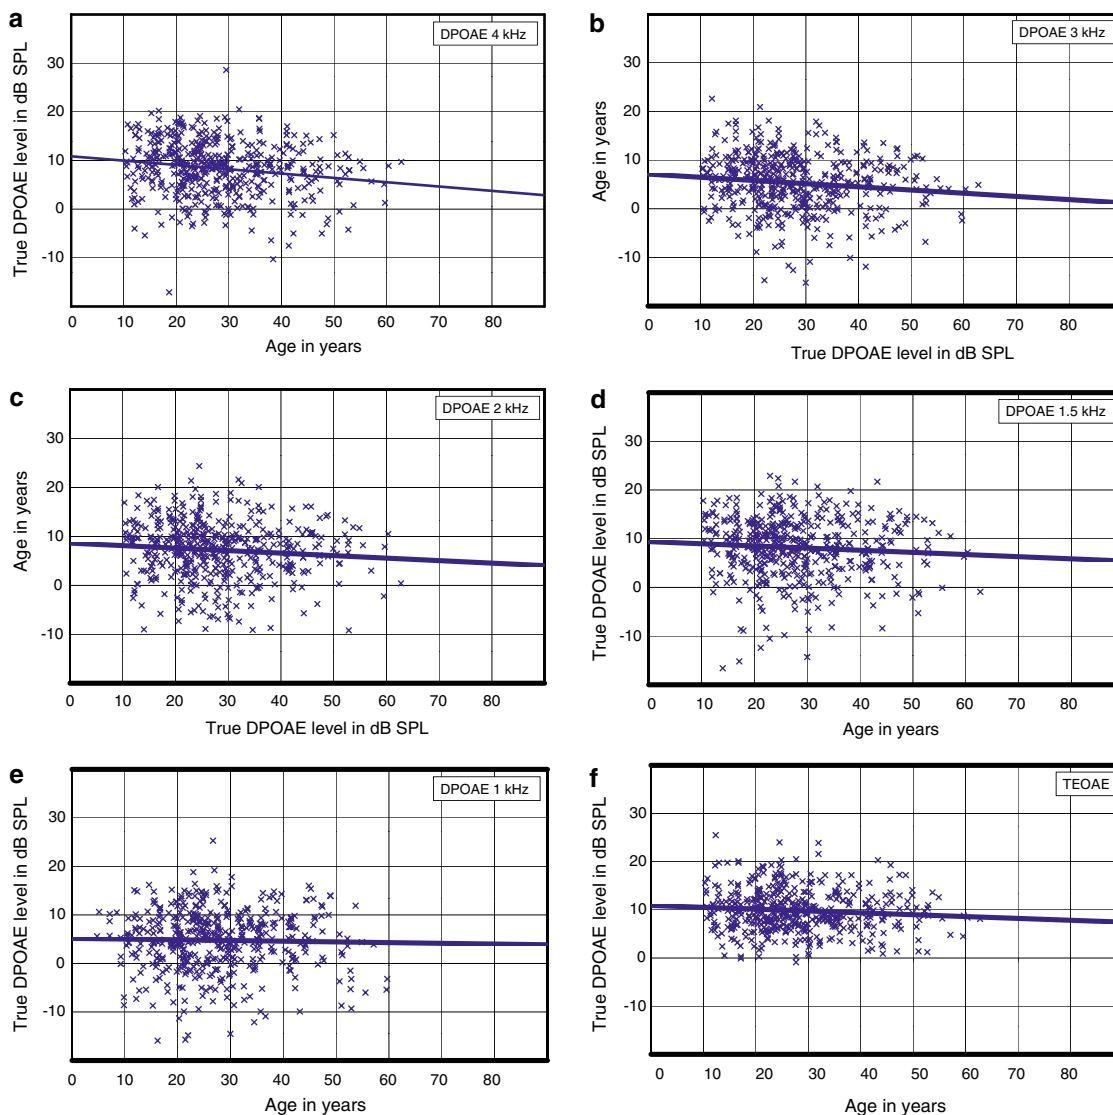 a
DPOAE 4 kHz
True DPOAE level in dB SPL
30
20
10
0
-10
0 10 20 30 40 50 60 70 80
Age in years
b
DPOAE 3 kHz
Age in years
30
20
10
0
-10
0 10 20 30 40 50 60 70 80
True DPOAE level in dB SPL
c
DPOAE 2 kHz
Age in years
30
20
10
0
-10
0 10 20 30 40 50 60 70 80
True DPOAE level in dB SPL
d
DPOAE 1.5 kHz
True DPOAE level in dB SPL
30
20
10
0
-10
0 10 20 30 40 50 60 70 80
Age in years
e
DPOAE 1 kHz
True DPOAE level in dB SPL
30
20
10
0
-10
0 10 20 30 40 50 60 70 80
Age in years
f
TEOAE
True DPOAE level in dB SPL
30
20
10
0
-10
0 10 20 30 40 50 60 70 80
Age in years